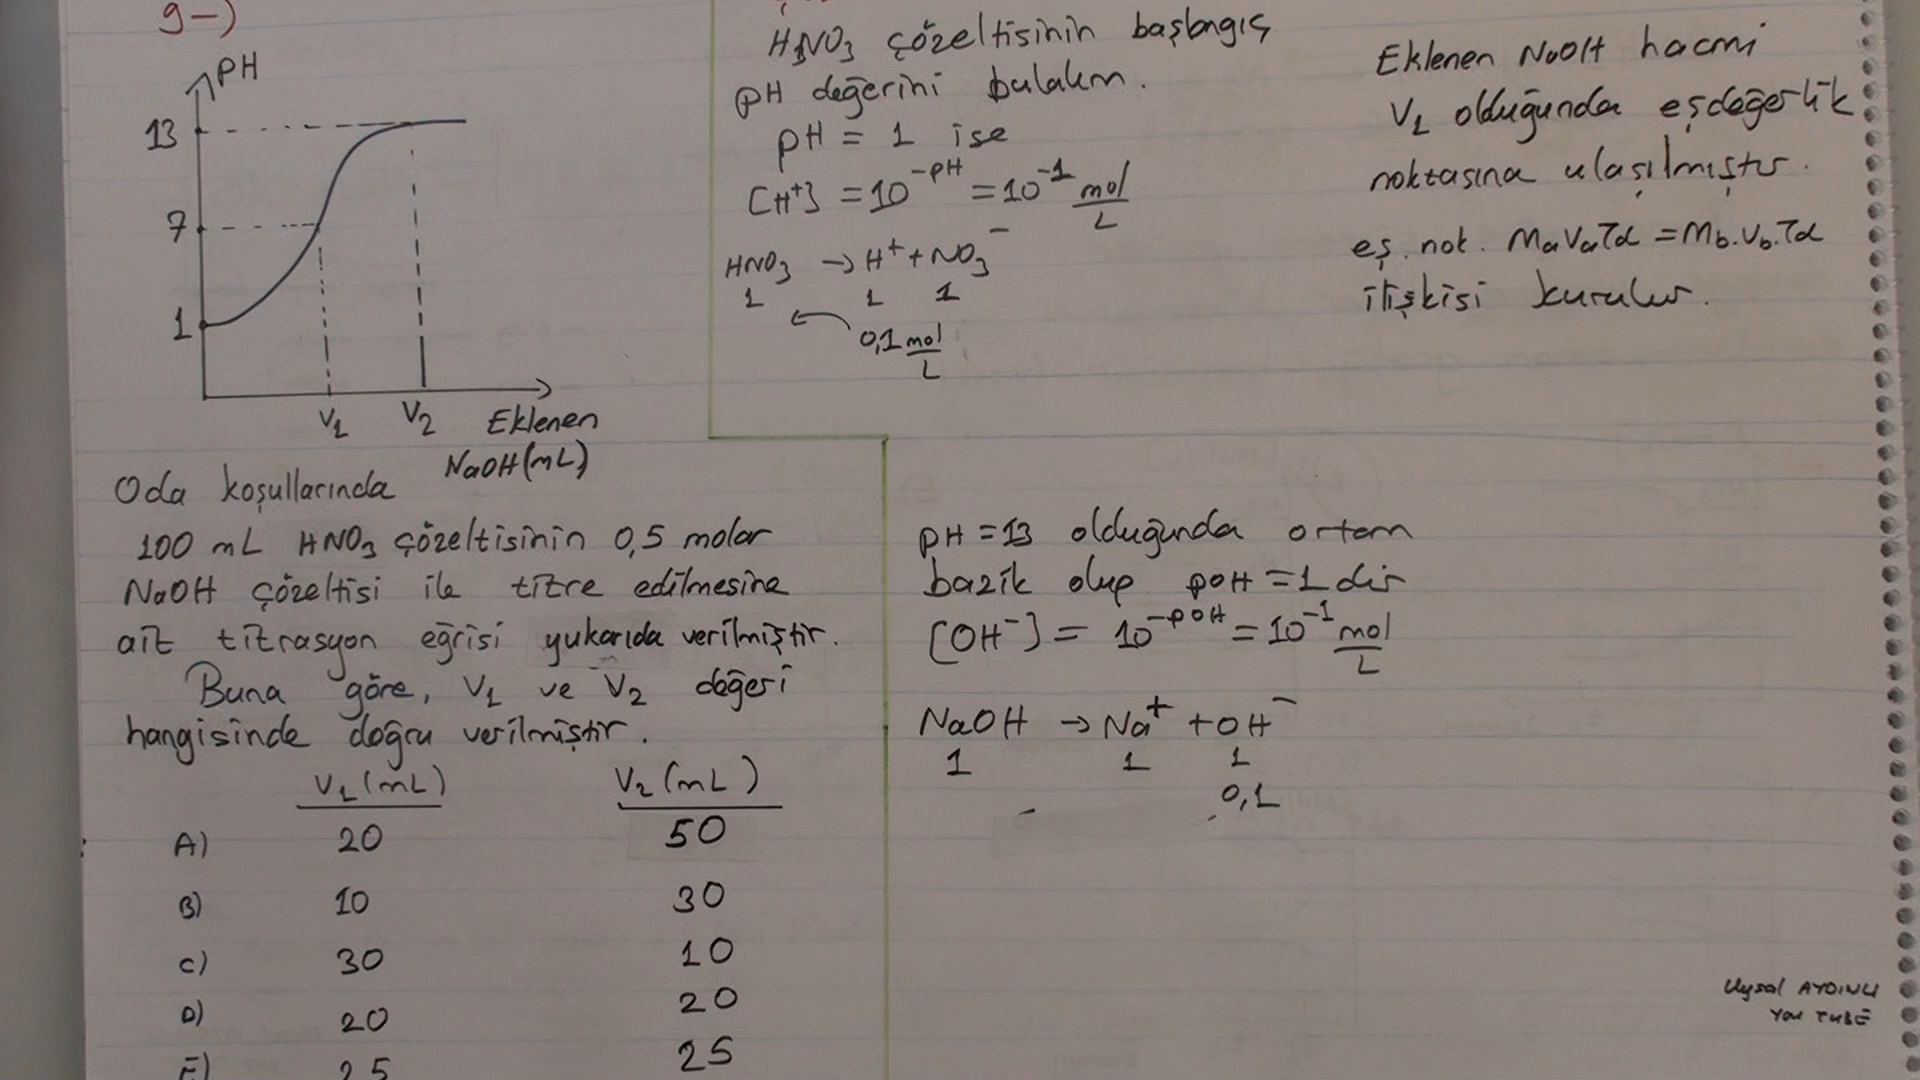 9-)
pH
13
7
1
V1 V2 Eklenen
NaOH(mL)
Oda koşullarında
100 mL HNO3 çözeltisinin 0,5 molar
NaOH çözeltisi ile titre edilmesine
ait titrasyon eğrisi yukarıda verilmiştir.
Buna göre, V1 ve V2 değeri
hangisinde doğru verilmiştir.
V1(mL) V2(mL)
A) 20 50
B) 10 30
C) 30 10
D) 20 20
E) 25 25
HNO3 çözeltisinin başlangıç
pH değerini bulalım.
pH = 1 ise
[H+] = 10^-pH = 10^-1 mol/L
HNO3 → H+ + NO3-
1 1 1
0,1 mol/L
Eklenen NaOH hacmi
V1 olduğunda eşdeğerlik
noktasına ulaşılmıştır.
eş. nok. MaVaTd = Mb.Vb.Td
ilişkisi kurulur.
pH = 13 olduğunda ortam
bazik olup pOH = 1 dir
[OH-] = 10^-pOH = 10^-1 mol/L
NaOH → Na+ + OH-
1 1 1
0,1
Uysal AYDINLI
You TUBE